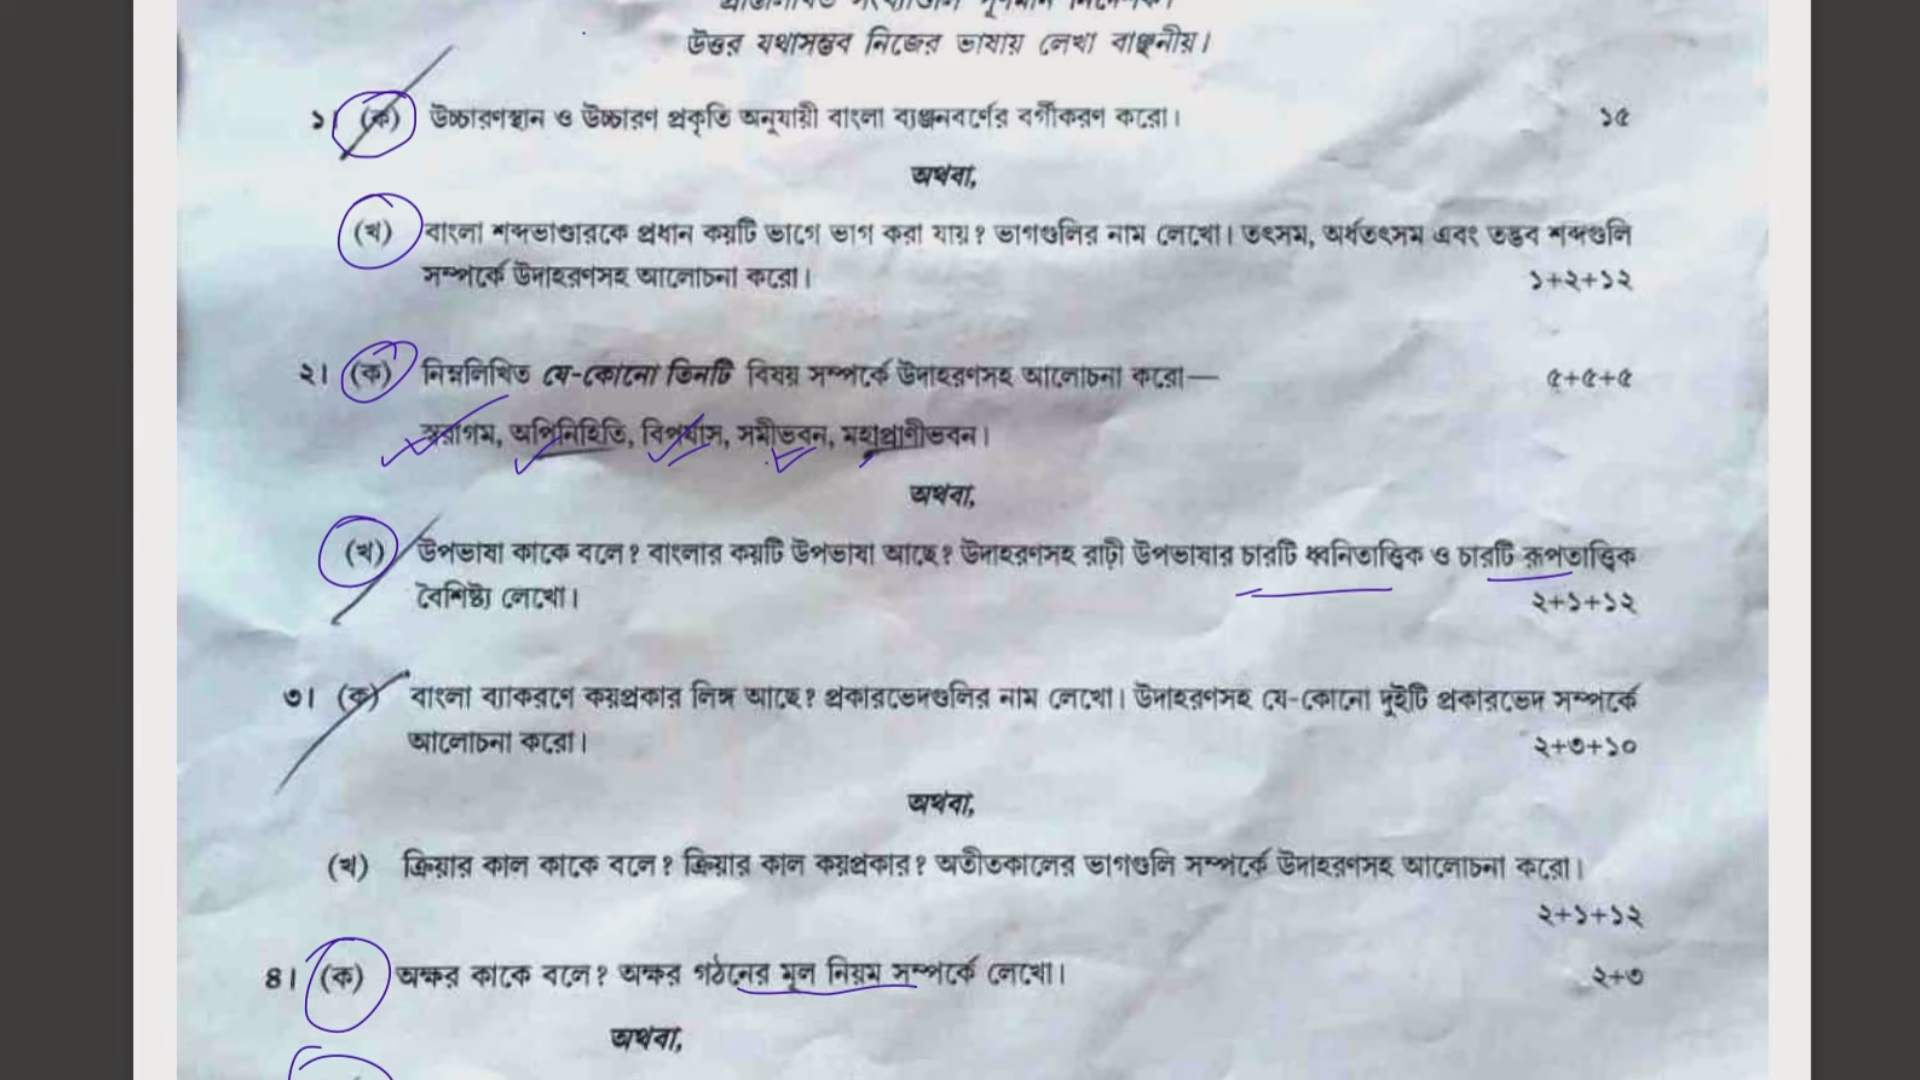 উত্তর যথাসম্ভব নিজের ভাষায় লেখা বাঞ্ছনীয়।
১। (ক) উচ্চারণস্থান ও উচ্চারণ প্রকৃতি অনুযায়ী বাংলা ব্যঞ্জনবর্ণের বর্গীকরণ করো। ১৫
অথবা,
(খ) বাংলা শব্দভাণ্ডারকে প্রধান কয়টি ভাগে ভাগ করা যায়? ভাগগুলির নাম লেখো। তৎসম, অর্ধতৎসম এবং তদ্ভব শব্দগুলি
সম্পর্কে উদাহরণসহ আলোচনা করো। ১+২+১২
২। (ক) নিম্নলিখিত যে-কোনো তিনটি বিষয় সম্পর্কে উদাহরণসহ আলোচনা করো— ৫+৫+৫
স্বরাগম, অপিনিহিতি, বিপর্যাস, সমীভবন, মহাপ্রাণীভবন।
অথবা,
(খ) উপভাষা কাকে বলে? বাংলার কয়টি উপভাষা আছে? উদাহরণসহ রাঢ়ী উপভাষার চারটি ধ্বনিতাত্ত্বিক ও চারটি রূপতাত্ত্বিক
বৈশিষ্ট্য লেখো। ২+১+১২
৩। (ক) বাংলা ব্যাকরণে কয়প্রকার লিঙ্গ আছে? প্রকারভেদগুলির নাম লেখো। উদাহরণসহ যে-কোনো দুইটি প্রকারভেদ সম্পর্কে
আলোচনা করো। ২+৩+১০
অথবা,
(খ) ক্রিয়ার কাল কাকে বলে? ক্রিয়ার কাল কয়প্রকার? অতীতকালের ভাগগুলি সম্পর্কে উদাহরণসহ আলোচনা করো।
২+১+১২
৪। (ক) অক্ষর কাকে বলে? অক্ষর গঠনের মূল নিয়ম সম্পর্কে লেখো। ২+৩
অথবা,